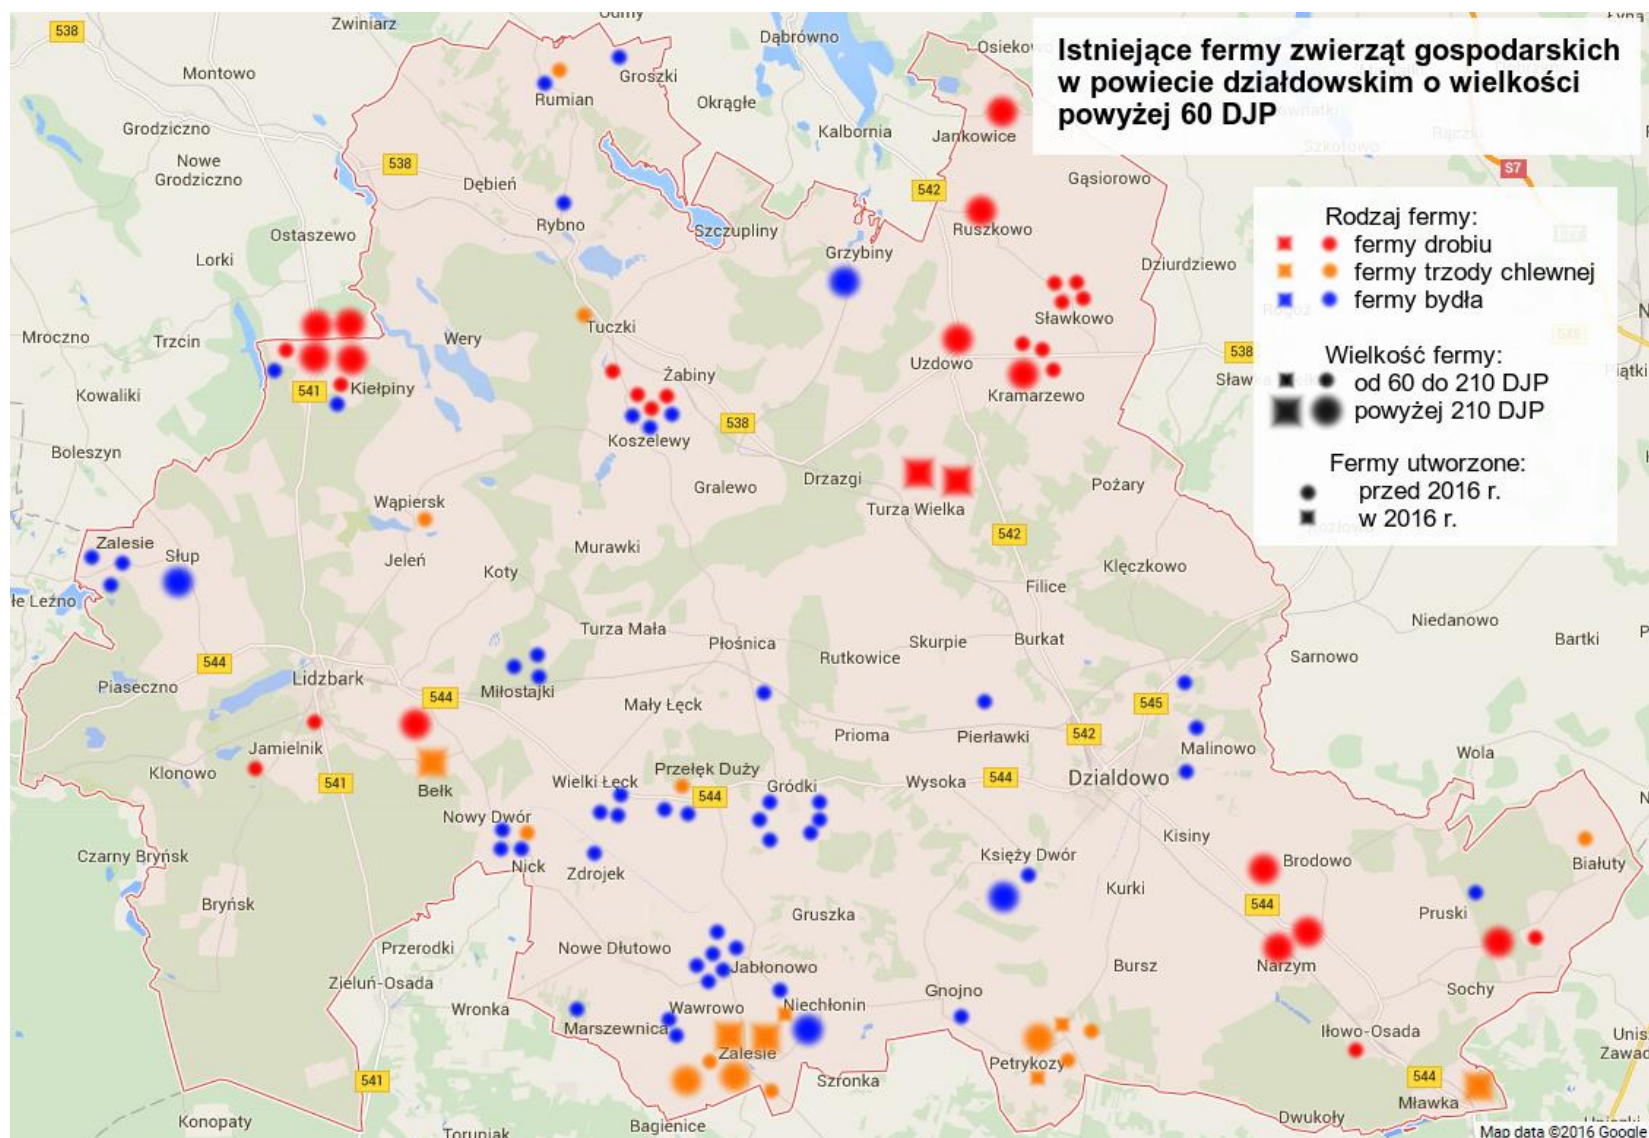 538
Zwiniarz
Dąbrówno
Istniejące fermy zwierząt gospodarskich
w powiecie działdowskim o wielkości
powyżej 60 DJP
Montowo
Groszki
Rumian
Okrągłe
Kalbornia
Jankowice
Grodziczno
Nowe
Grodziczno
538
Dębień
542
Gąsiorowo
S7
Rybno
Szczupliny
Ruszkowo
Ostaszewo
Lorki
Grzybiny
Dziurdziewo
Rodzaj fermy:
fermy drobiu
fermy trzody chlewnej
fermy bydła
Mroczno
Trzcin
Wery
Tuczki
Sławkowo
Uzdowo
538
Wielkość fermy:
od 60 do 210 DJP
powyżej 210 DJP
Piątki
Kowaliki
541
Kiełpiny
Żabiny
Kramarzewo
538
Koszelewy
Boleszyn
Fermy utworzone:
przed 2016 r.
w 2016 r.
Drzazgi
Gralewo
Pożary
Wąpiersk
Turza Wielka
542
Zalesie
Słup
Jeleń
Koty
Murawki
Klęczkowo
Filice
Niedanowo
Bartki
Turza Mała
Płośnica
Skurpie
Burkat
Rutkowice
Sarnowo
544
Piaseczno
Lidzbark
544
Miłostajki
Mały Łęck
545
Prioma
Pierławki
542
Malinowo
Wola
Jamielnik
Klonowo
541
Bełk
Wielki Łęck
Przełęk Duży
544
Gródki
Wysoka
544
Dzialdowo
Nowy Dwór
Nick
Zdrojek
Kisiny
Czarny Bryńsk
Księży Dwór
Brodowo
Białuty
Bryńsk
Kurki
544
Pruski
Gruszka
Przerodki
Nowe Dłutowo
Jabłonowo
Bursz
Narzym
Zieluń-Osada
Wronka
Wawrowo
Niechłonin
Gnojno
Sochy
Marszewnica
Iłowo-Osada
Zalesie
Petrykozy
541
Szronka
544
Mławka
Konopaty
Bagienice
Dwukoły
Map data ©2016 Google